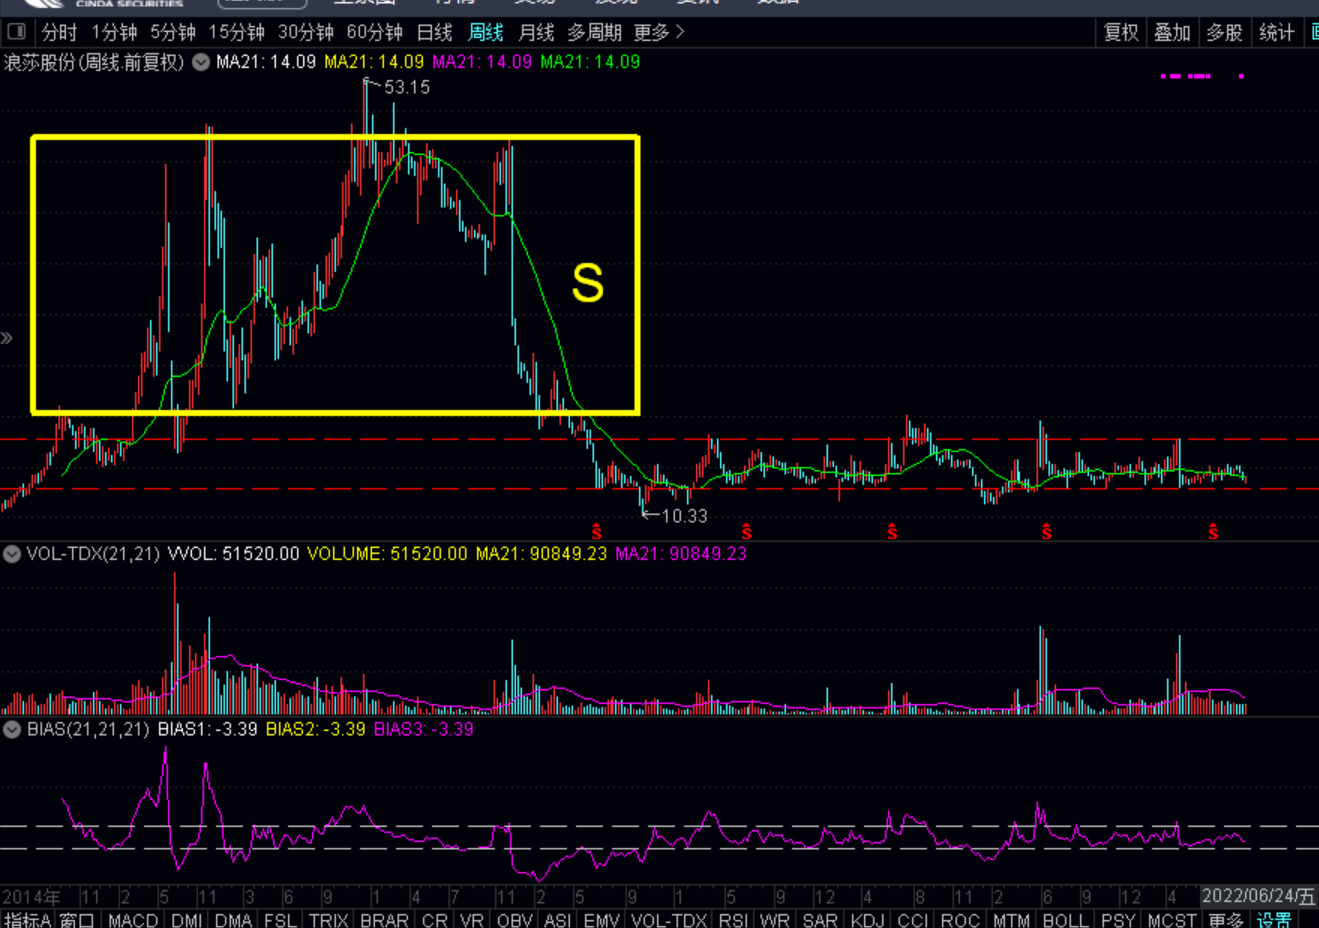 CINDA SECURITIES
分时 1分钟 5分钟 15分钟 30分钟 60分钟 日线 周线 月线 多周期 更多 >
复权 叠加 多股 统计
浪莎股份(周线.前复权) MA21: 14.09 MA21: 14.09 MA21: 14.09 MA21: 14.09
53.15
S
10.33
S S S S S
VOL-TDX(21,21) VVOL: 51520.00 VOLUME: 51520.00 MA21: 90849.23 MA21: 90849.23
BIAS(21,21,21) BIAS1: -3.39 BIAS2: -3.39 BIAS3: -3.39
2014年 11 2 5 11 3 6 9 1 4 7 11 2 5 9 1 5 9 12 4 8 11 2 6 9 12 4 2022/06/24/五
指标A 窗口 MACD DMI DMA FSL TRIX BRAR CR VR OBV ASI EMV VOL-TDX RSI WR SAR KDJ CCI ROC MTM BOLL PSY MCST 更多 设置